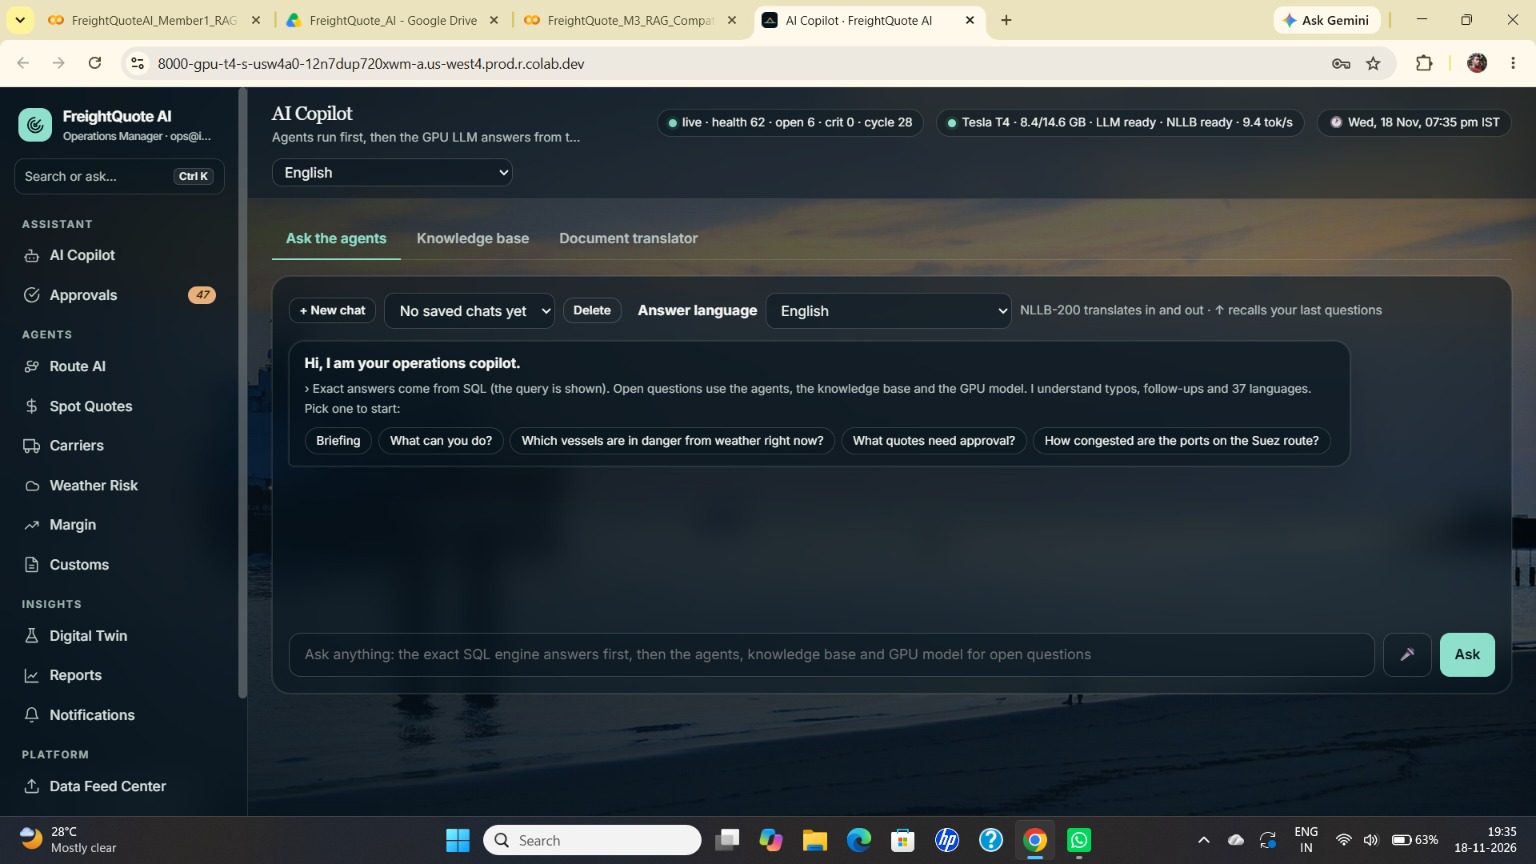 FreightQuoteAI_Member1_RAG
FreightQuote_AI - Google Drive
FreightQuote_M3_RAG_Compat
AI Copilot · FreightQuote AI
Ask Gemini
8000-gpu-t4-s-usw4a0-12n7dup720xwm-a.us-west4.prod.r.colab.dev
FreightQuote AI
Operations Manager · ops@i...
Search or ask...
Ctrl K
ASSISTANT
AI Copilot
Approvals
47
AGENTS
Route AI
Spot Quotes
Carriers
Weather Risk
Margin
Customs
INSIGHTS
Digital Twin
Reports
Notifications
PLATFORM
Data Feed Center
AI Copilot
Agents run first, then the GPU LLM answers from t...
live · health 62 · open 6 · crit 0 · cycle 28
Tesla T4 · 8.4/14.6 GB · LLM ready · NLLB ready · 9.4 tok/s
Wed, 18 Nov, 07:35 pm IST
English
Ask the agents
Knowledge base
Document translator
+ New chat
No saved chats yet
Delete
Answer language
English
NLLB-200 translates in and out · ↑ recalls your last questions
Hi, I am your operations copilot.
› Exact answers come from SQL (the query is shown). Open questions use the agents, the knowledge base and the GPU model. I understand typos, follow-ups and 37 languages.
Pick one to start:
Briefing
What can you do?
Which vessels are in danger from weather right now?
What quotes need approval?
How congested are the ports on the Suez route?
Ask anything: the exact SQL engine answers first, then the agents, knowledge base and GPU model for open questions
Ask
28°C
Mostly clear
Search
hp
ENG
IN
63%
19:35
18-11-2026